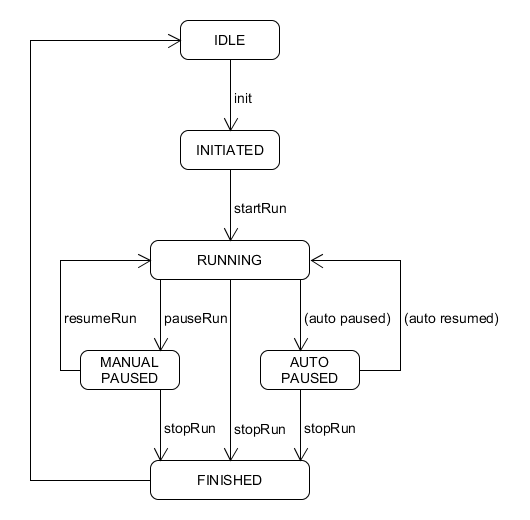 IDLE
init
INITIATED
startRun
RUNNING
resumeRun
pauseRun
(auto paused)
(auto resumed)
MANUAL
PAUSED
AUTO
PAUSED
stopRun
stopRun
stopRun
FINISHED